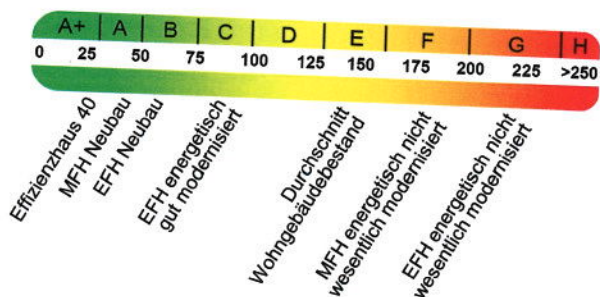 A+ A B C D E F G H
0 25 50 75 100 125 150 175 200 225 >250
Effizienzhaus 40
MFH Neubau
EFH Neubau
EFH energetisch
gut modernisiert
Durchschnitt
Wohngebäudebestand
MFH energetisch nicht
wesentlich modernisiert
EFH energetisch nicht
wesentlich modernisiert